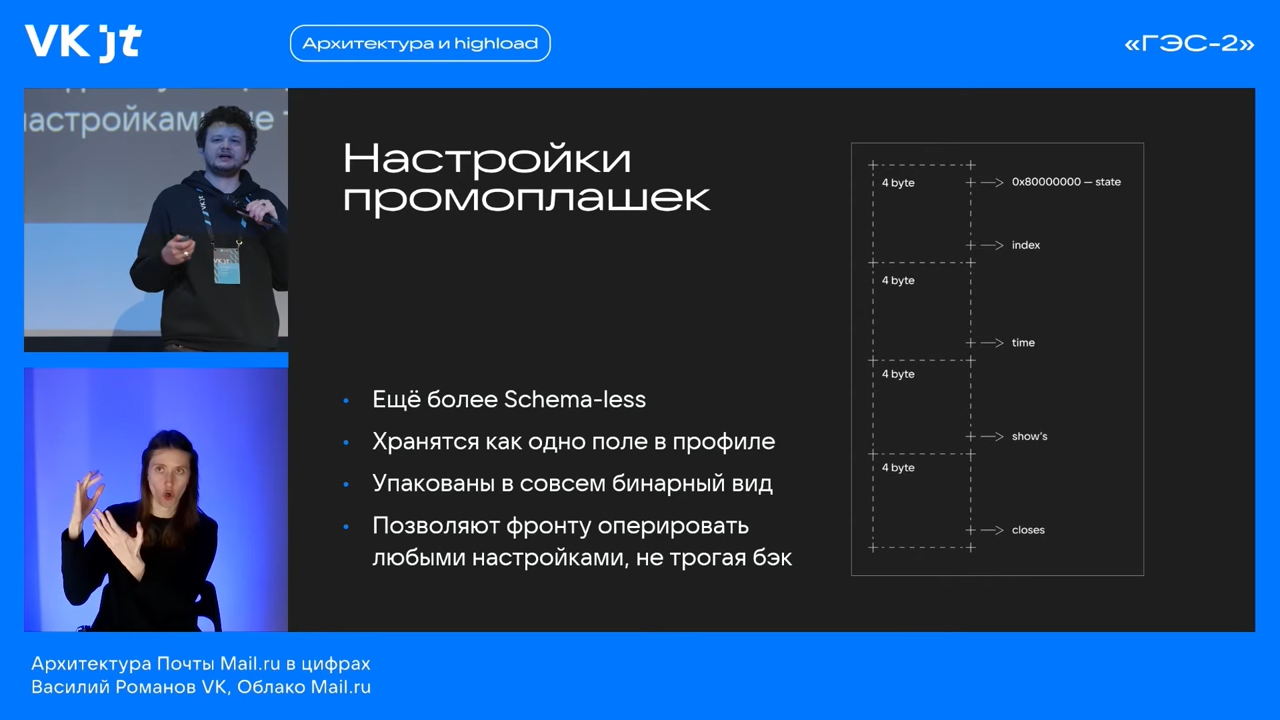 VK jt
Архитектура и highload
«ГЭС-2»
настройками
Настройки
промоплашек
Ещё более Schema-less
Хранятся как одно поле в профиле
Упакованы в совсем бинарный вид
Позволяют фронту оперировать
любыми настройками, не трогая бэк
4 byte
0x80000000 — state
index
4 byte
time
4 byte
show's
4 byte
closes
Архитектура Почты Mail.ru в цифрах
Василий Романов VK, Облако Mail.ru